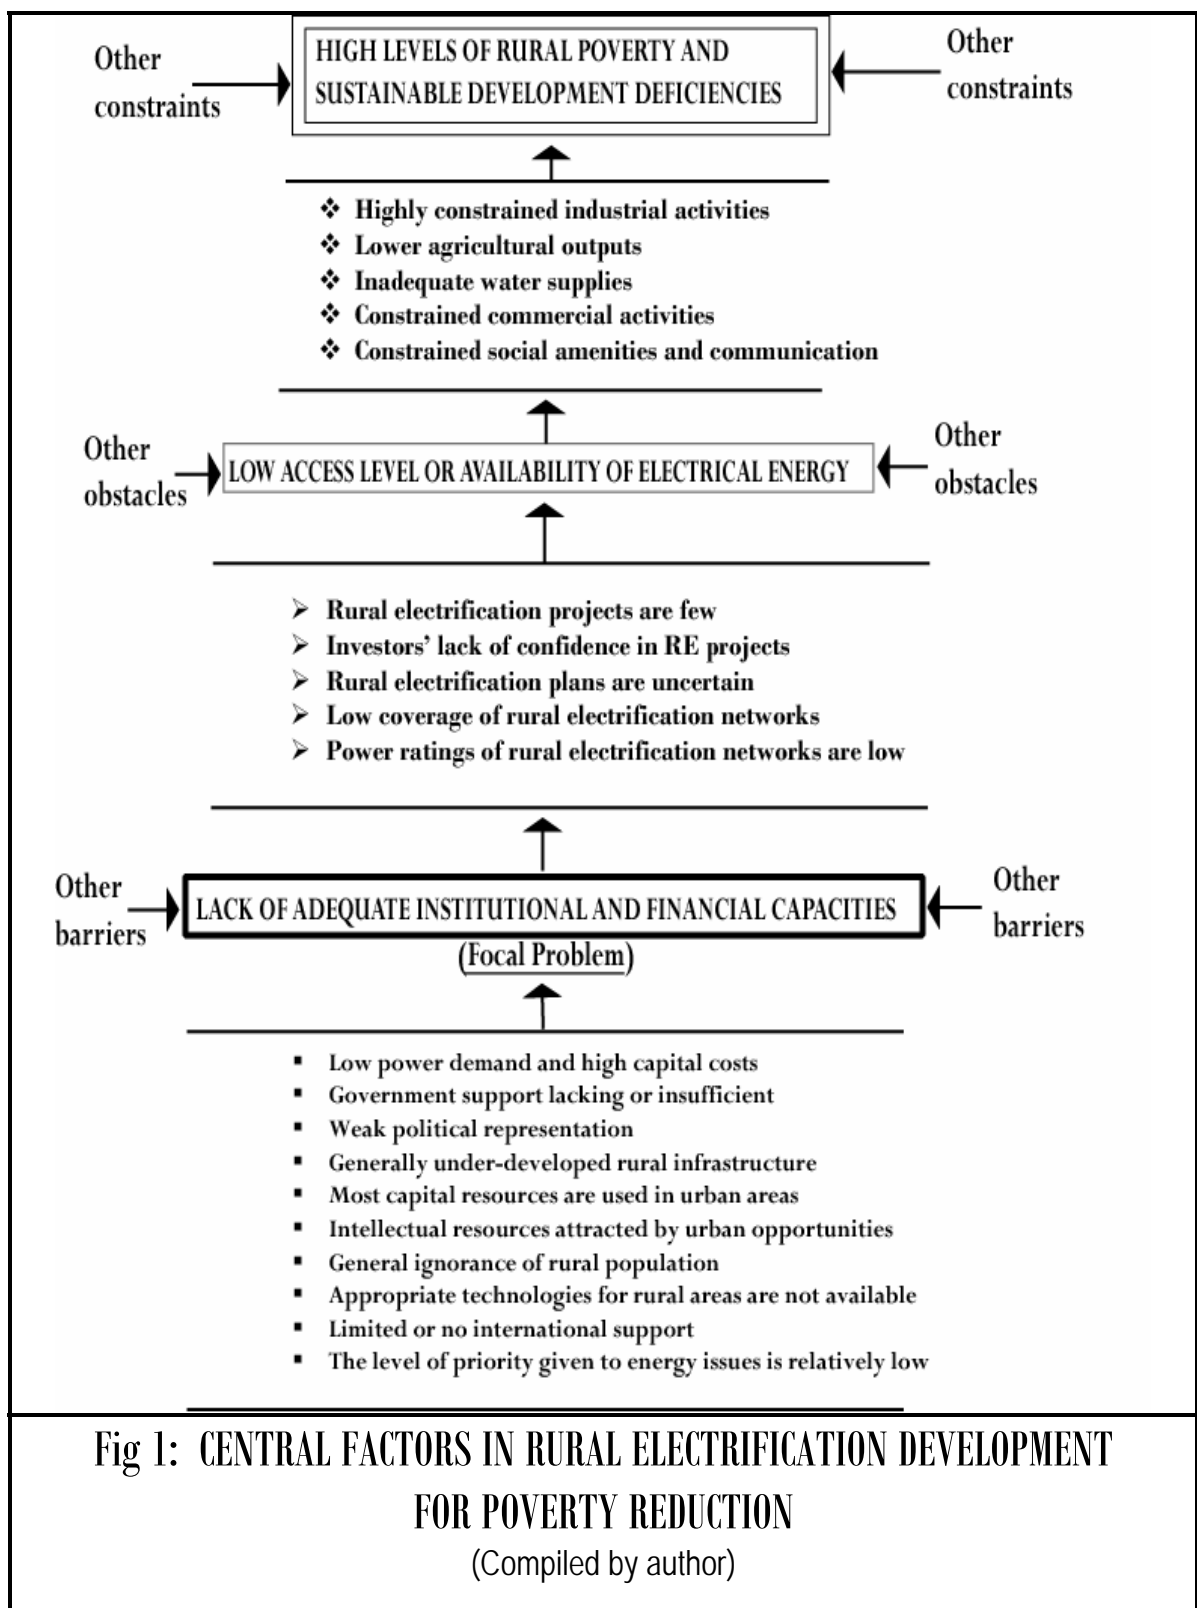 Other
constraints
HIGH LEVELS OF RURAL POVERTY AND
SUSTAINABLE DEVELOPMENT DEFICIENCIES
Other
constraints
❖ Highly constrained industrial activities
❖ Lower agricultural outputs
❖ Inadequate water supplies
❖ Constrained commercial activities
❖ Constrained social amenities and communication
Other
obstacles
LOW ACCESS LEVEL OR AVAILABILITY OF ELECTRICAL ENERGY
Other
obstacles
➢ Rural electrification projects are few
➢ Investors’ lack of confidence in RE projects
➢ Rural electrification plans are uncertain
➢ Low coverage of rural electrification networks
➢ Power ratings of rural electrification networks are low
Other
barriers
LACK OF ADEQUATE INSTITUTIONAL AND FINANCIAL CAPACITIES
(Focal Problem)
Other
barriers
▪ Low power demand and high capital costs
▪ Government support lacking or insufficient
▪ Weak political representation
▪ Generally under-developed rural infrastructure
▪ Most capital resources are used in urban areas
▪ Intellectual resources attracted by urban opportunities
▪ General ignorance of rural population
▪ Appropriate technologies for rural areas are not available
▪ Limited or no international support
▪ The level of priority given to energy issues is relatively low
Fig 1: CENTRAL FACTORS IN RURAL ELECTRIFICATION DEVELOPMENT
FOR POVERTY REDUCTION
(Compiled by author)